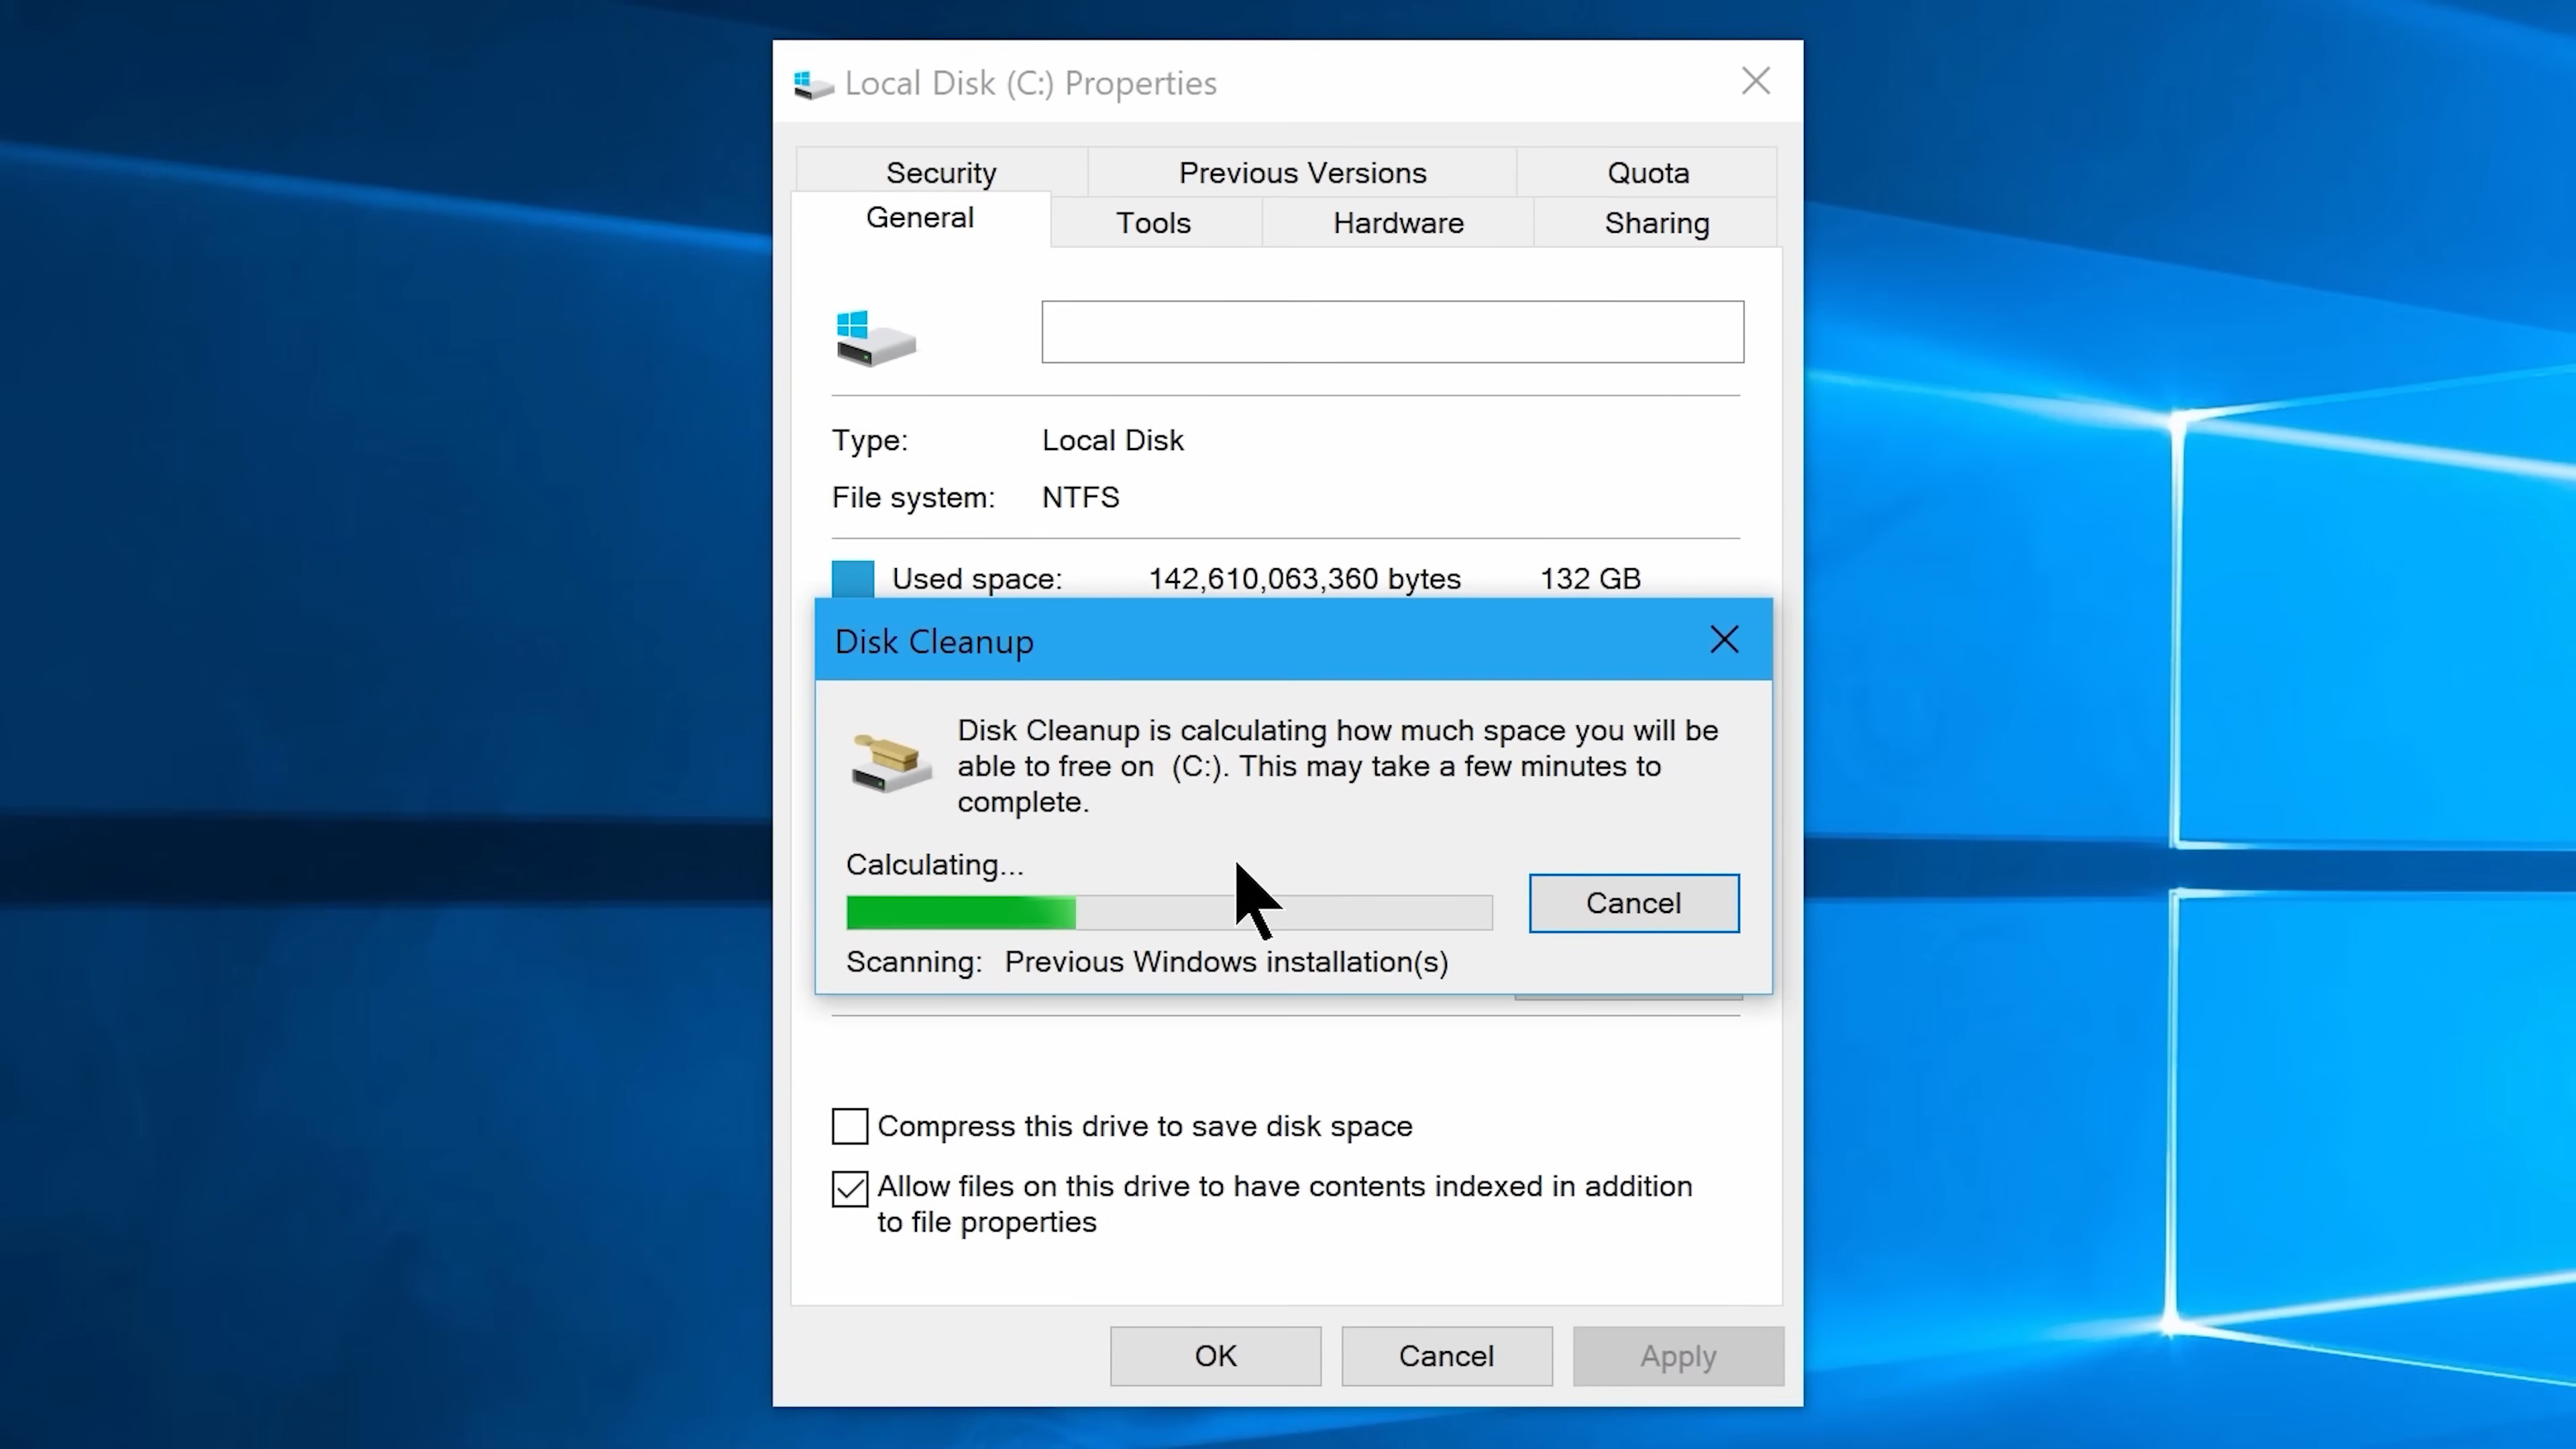 Local Disk (C:) Properties
Security Previous Versions Quota
General Tools Hardware Sharing
Type: Local Disk
File system: NTFS
Used space: 142,610,063,360 bytes 132 GB
Disk Cleanup
Disk Cleanup is calculating how much space you will be
able to free on  (C:). This may take a few minutes to
complete.
Calculating...
Cancel
Scanning: Previous Windows installation(s)
Compress this drive to save disk space
Allow files on this drive to have contents indexed in addition
to file properties
OK Cancel Apply